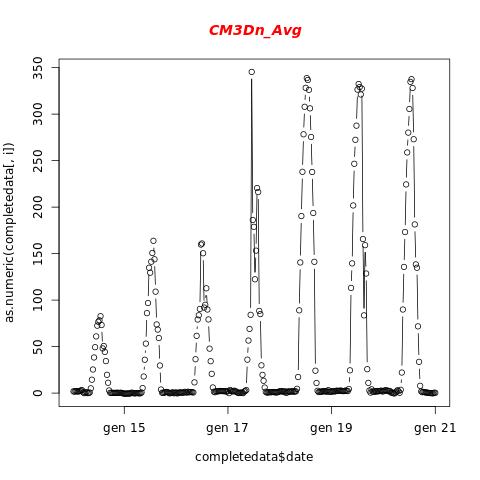 CM3Dn_Avg
as.numeric(completedata[, i])
350
300
250
200
150
100
50
0
gen 15
gen 17
gen 19
gen 21
completedata$date